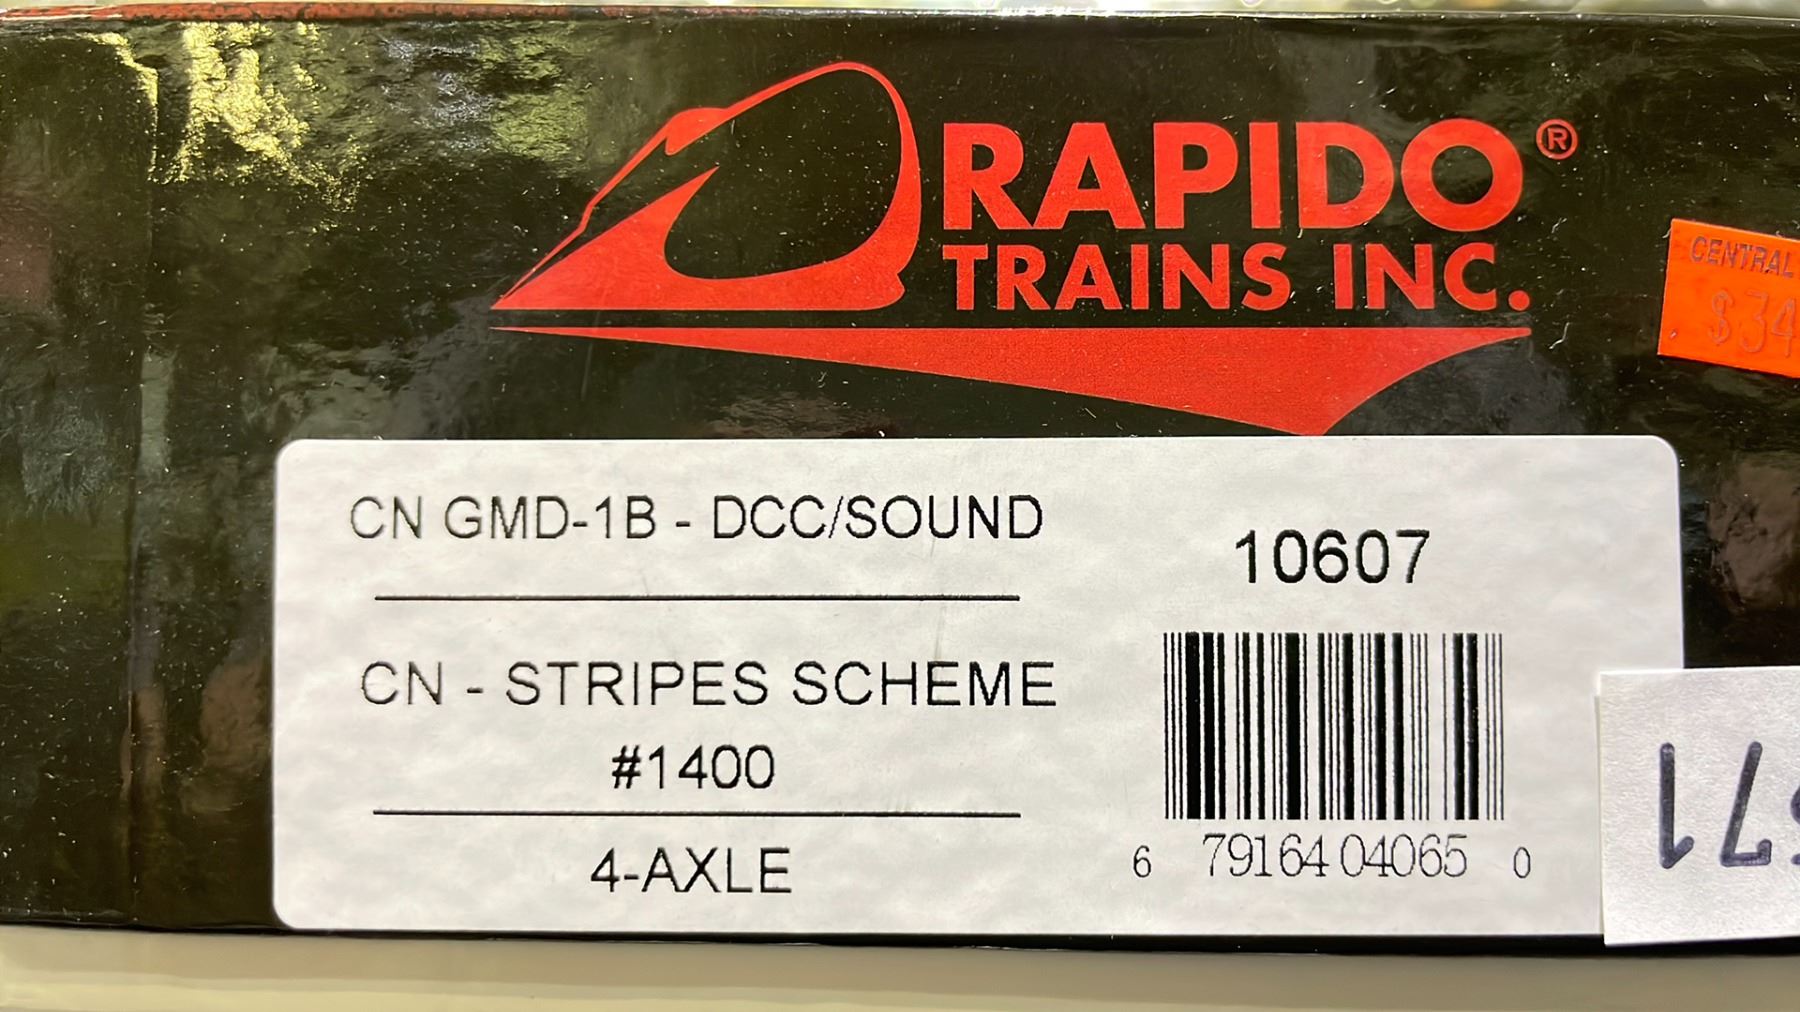 RAPIDO®
TRAINS INC.
CENTRAL
$34
CN GMD-1B - DCC/SOUND
10607
CN - STRIPES SCHEME
#1400
4-AXLE
6 79164 04065 0